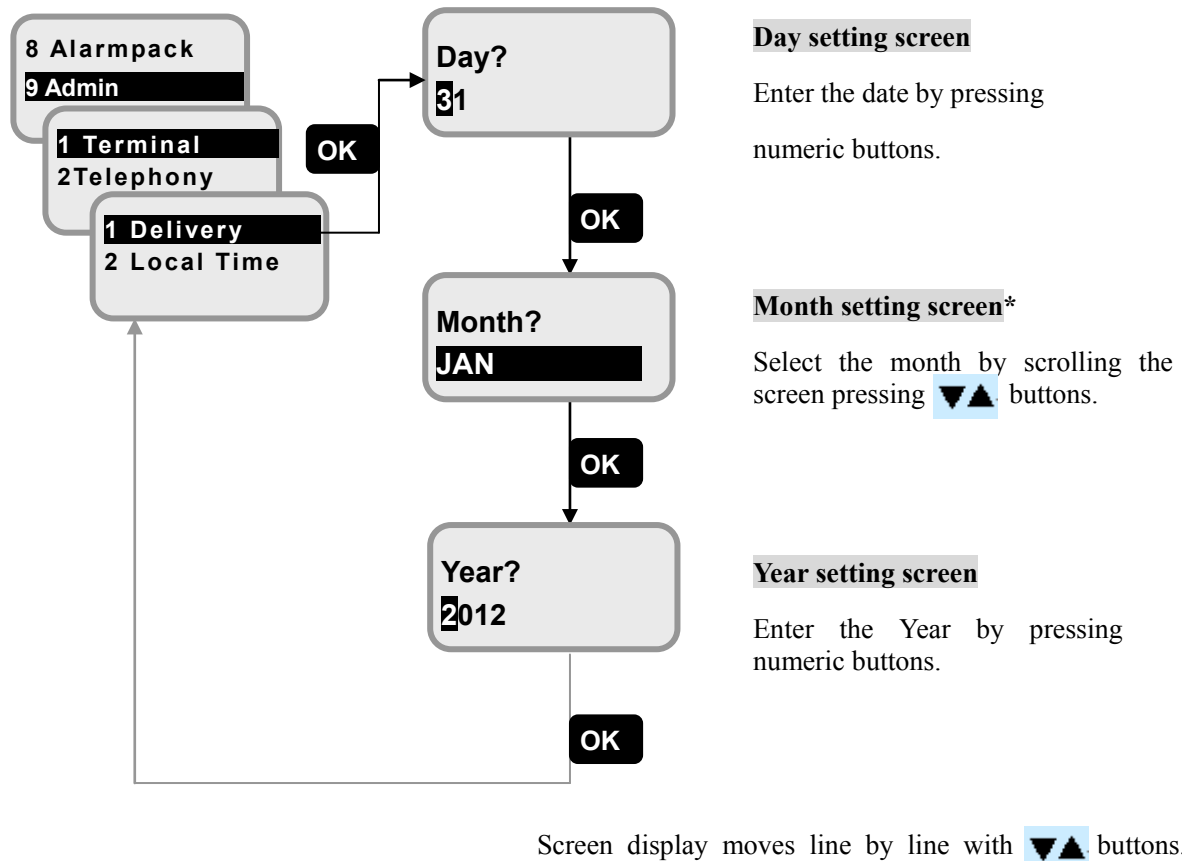 8 Alarmpack
9 Admin
1 Terminal
2Telephony
1 Delivery
2 Local Time
OK
Day?
31
Day setting screen
Enter the date by pressing
numeric buttons.
OK
Month?
JAN
Month setting screen*
Select the month by scrolling the
screen pressing ▼▲ buttons.
OK
Year?
2012
Year setting screen
Enter the Year by pressing
numeric buttons.
OK
Screen display moves line by line with ▼▲ buttons.